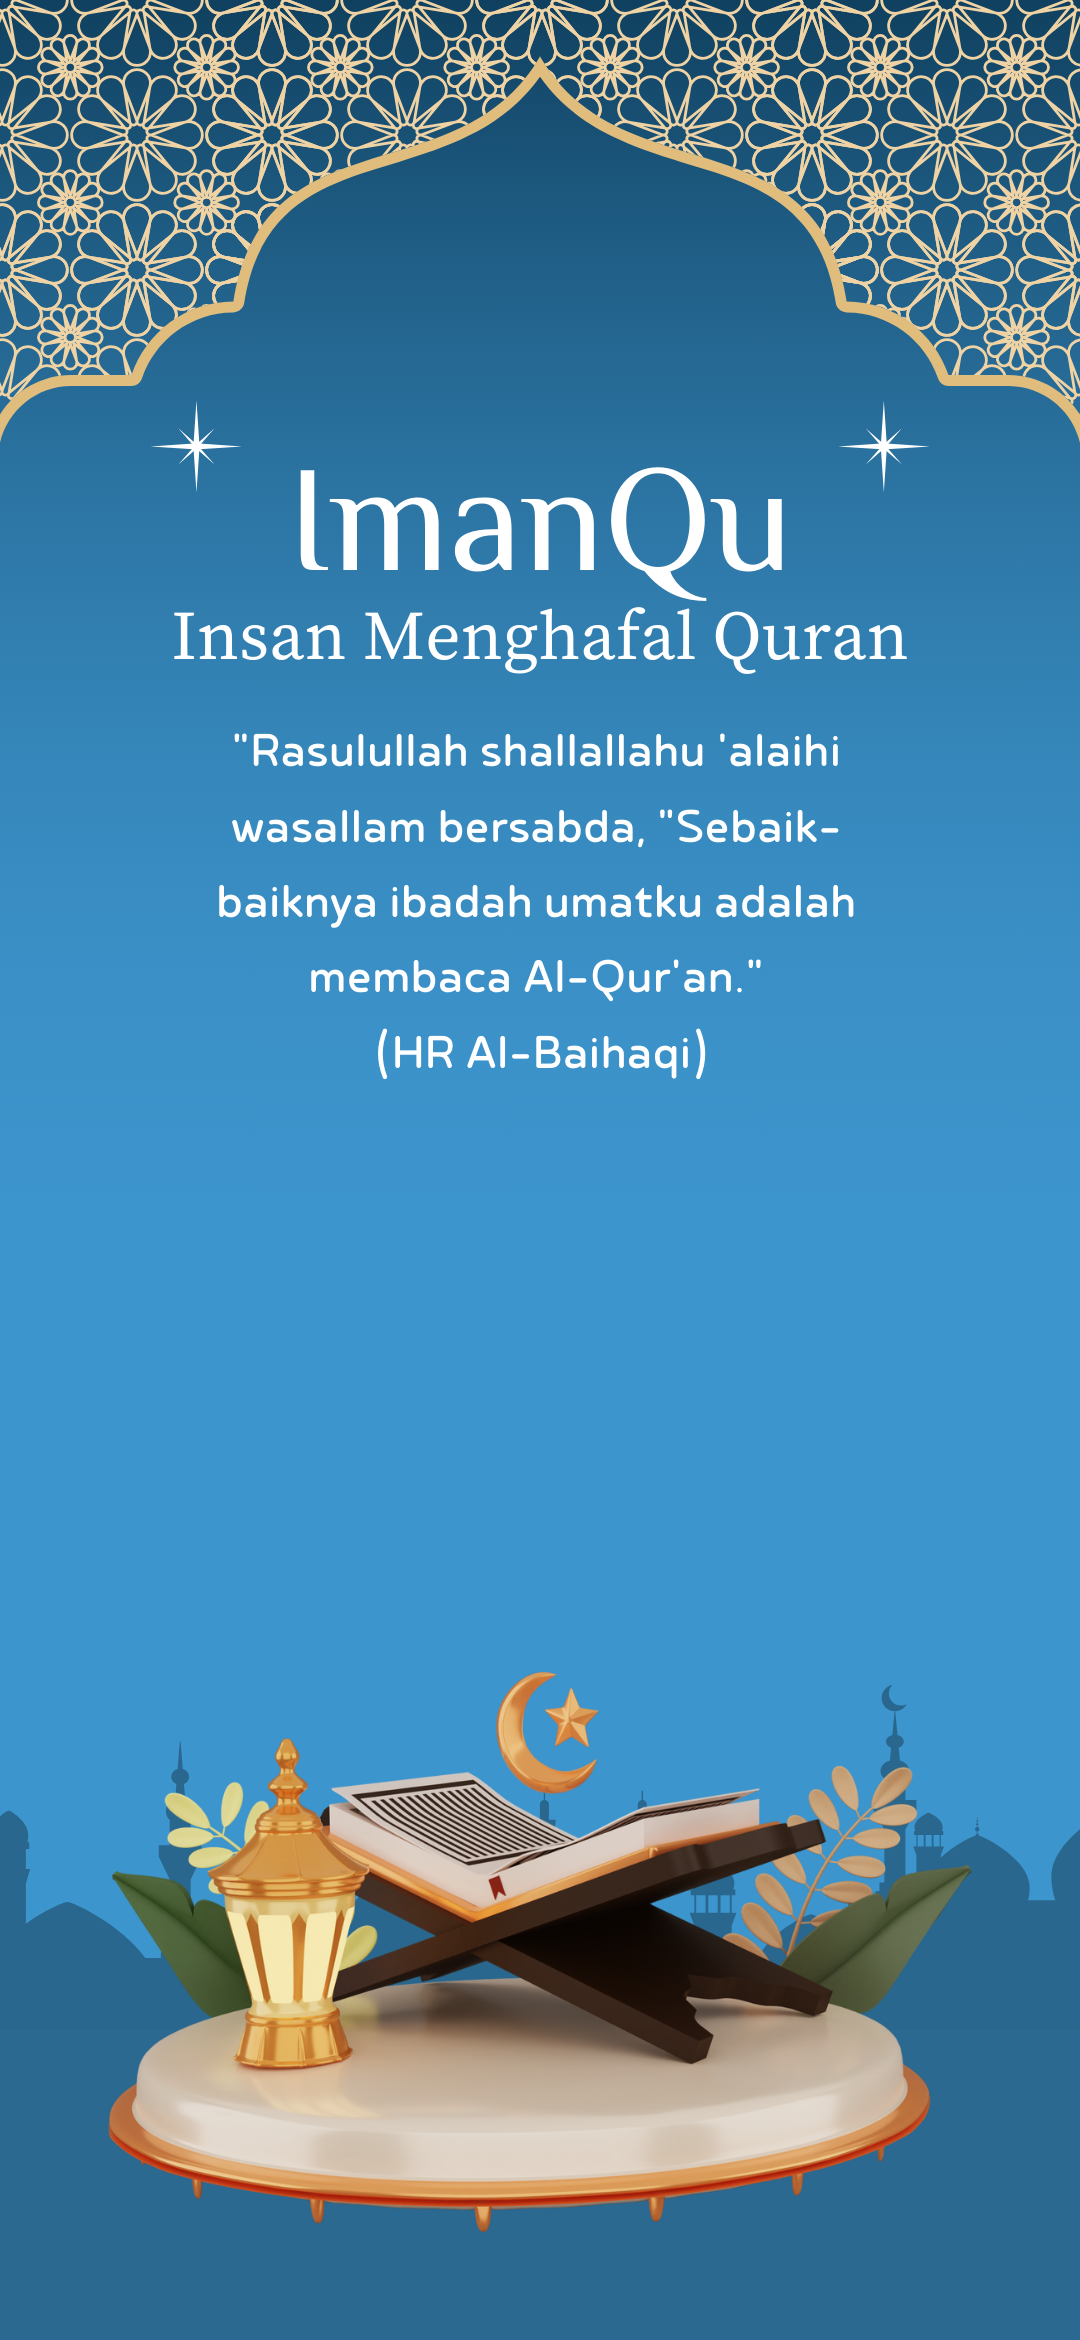 ImanQu
Insan Menghafal Quran
"Rasulullah shallallahu 'alaihi
wasallam bersabda, "Sebaik-
baiknya ibadah umatku adalah
membaca Al-Qur'an."
(HR Al-Baihaqi)